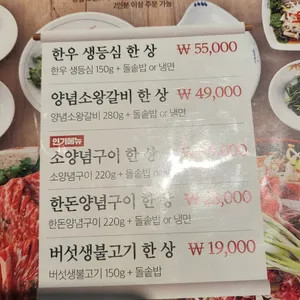 2인분 이상 주문 가능
한우 생등심 한 상 ₩ 55,000
한우 생등심 150g + 돌솥밥 or 냉면
양념소왕갈비 한 상 ₩ 49,000
양념소왕갈비 280g + 돌솥밥 or 냉면
인기메뉴
소양념구이 한 상 ₩
소양념구이 220g + 돌솥밥 or
한돈양념구이 한 상 ₩
한돈양념구이 220g + 돌솥밥 or 냉면
버섯생불고기 한 상 ₩ 19,000
버섯생불고기 150g + 돌솥밥